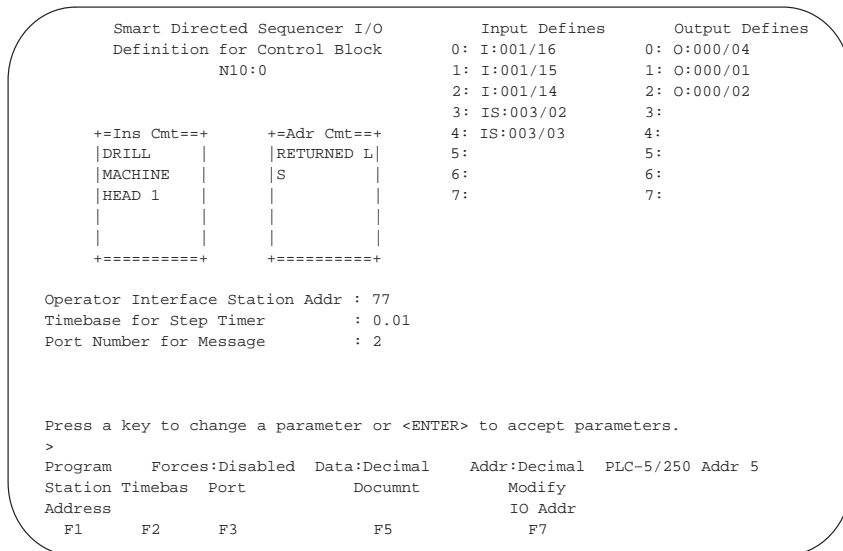 Smart Directed Sequencer I/O Input Defines Output Defines
Definition for Control Block 0: I:001/16 0: O:000/04
N10:0 1: I:001/15 1: O:000/01
2: I:001/14 2: O:000/02
3: IS:003/02 3:
+=Ins Cmt==+ +=Adr Cmt==+ 4: IS:003/03 4:
|DRILL | |RETURNED L| 5: 5:
|MACHINE | |S | 6: 6:
|HEAD 1 | | | 7: 7:
| | | |
| | | |
+==========+ +==========+
Operator Interface Station Addr : 77
Timebase for Step Timer : 0.01
Port Number for Message : 2
Press a key to change a parameter or <ENTER> to accept parameters.
>
Program Forces:Disabled Data:Decimal Addr:Decimal PLC-5/250 Addr 5
Station Timebas Port Documnt Modify
Address IO Addr
F1 F2 F3 F5 F7